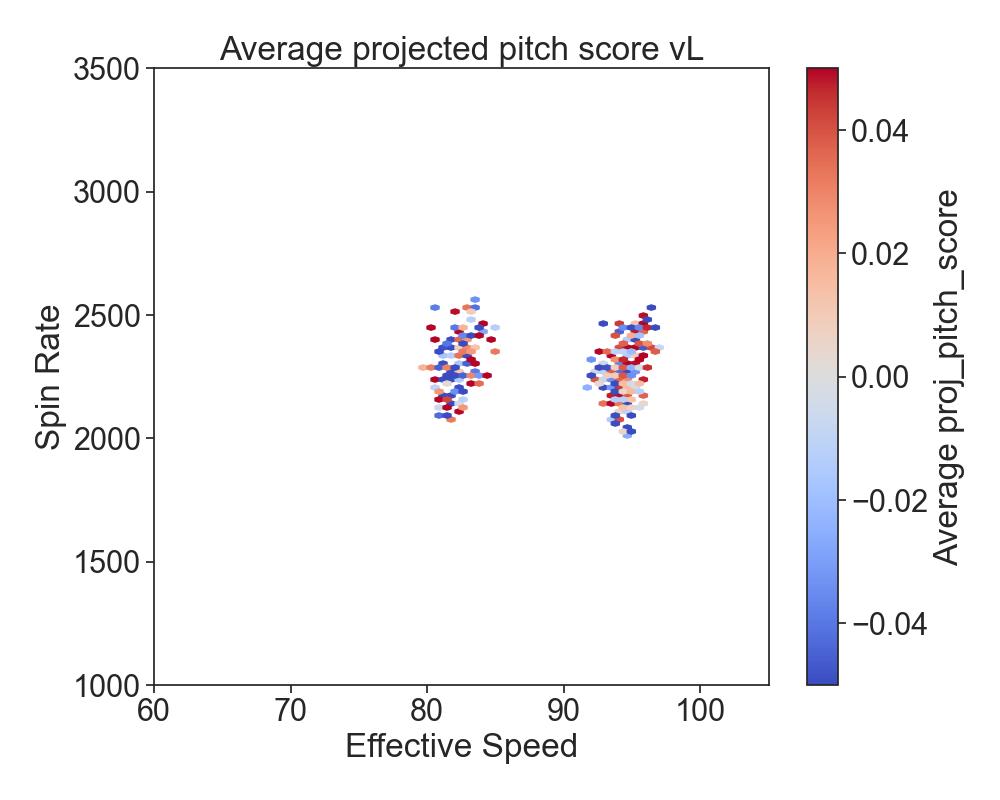 Average projected pitch score vL
3500
3000
2500
2000
1500
1000
Spin Rate
60 70 80 90 100
Effective Speed
0.04
0.02
0.00
−0.02
−0.04
Average proj_pitch_score